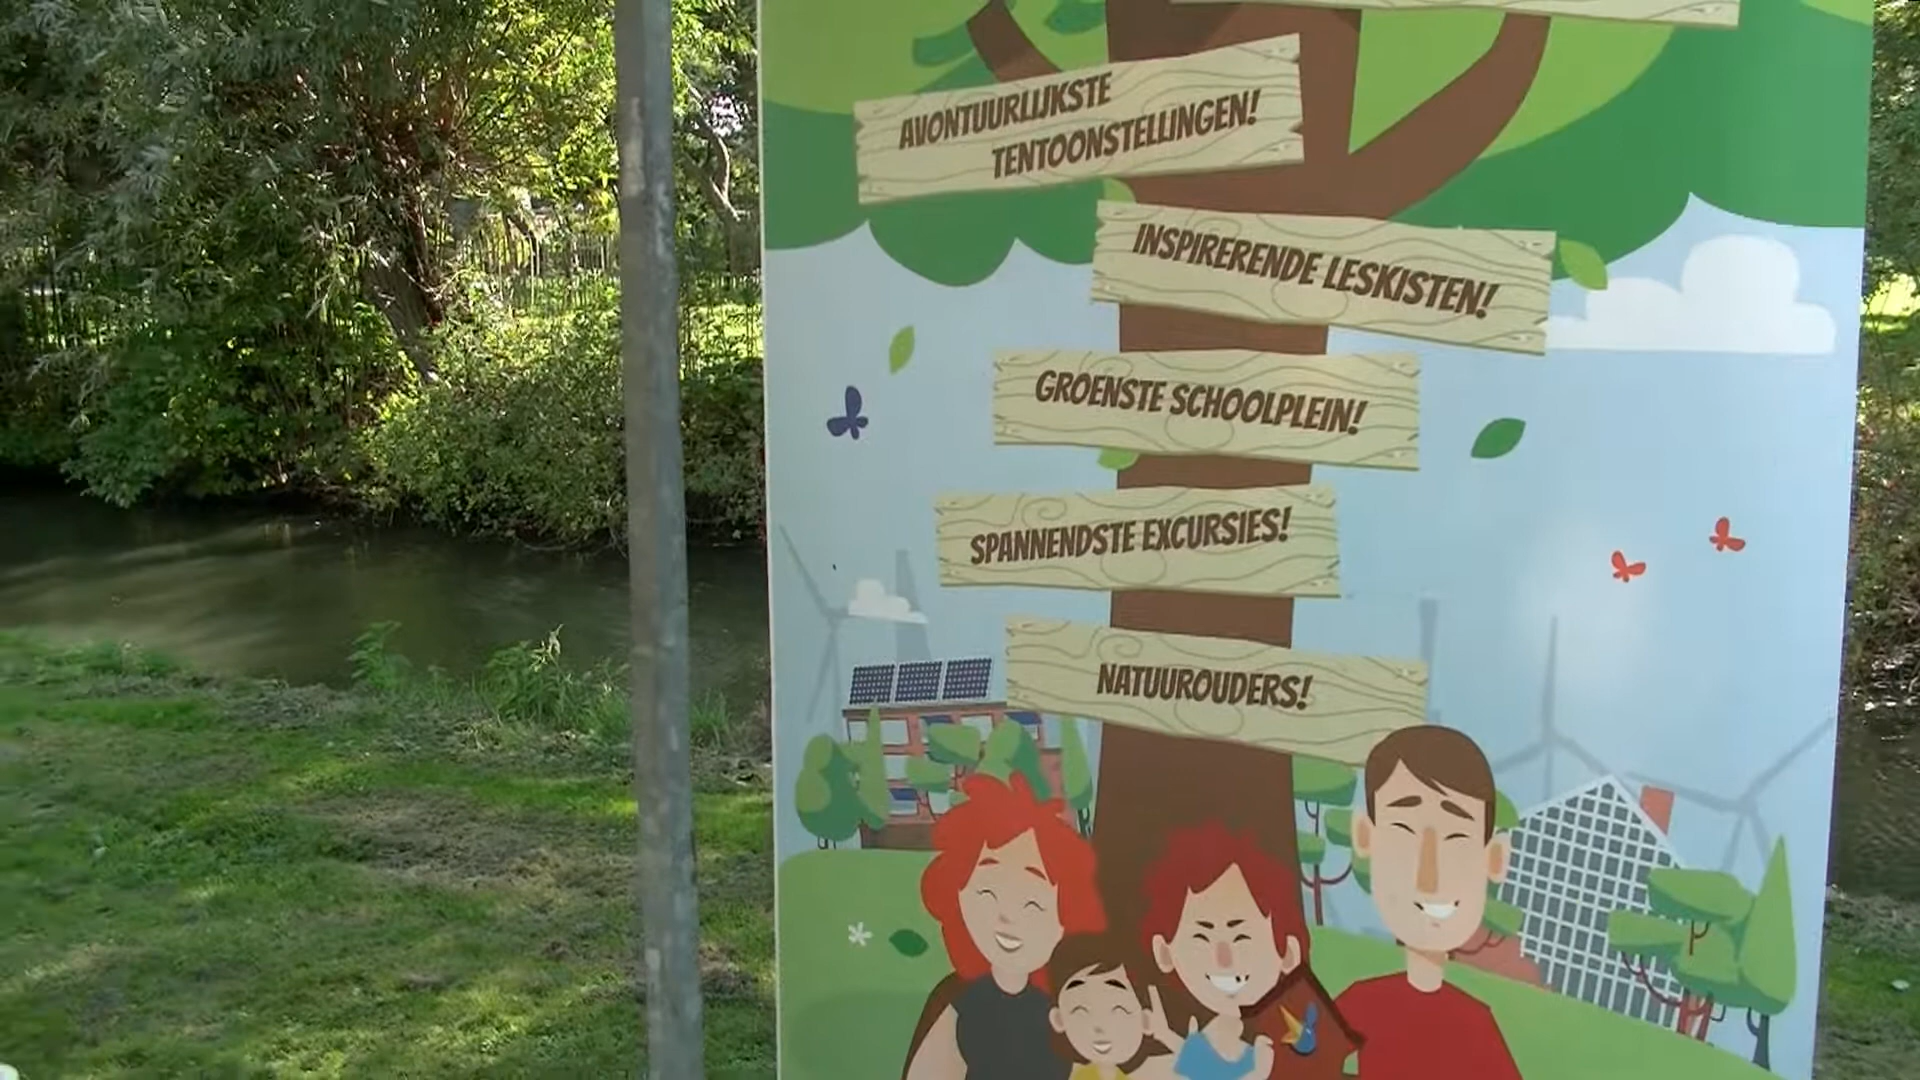 AVONTUURLIJKSTE
TENTOONSTELLINGEN!
INSPIRERENDE LESKISTEN!
GROENSTE SCHOOLPLEIN!
SPANNENDSTE EXCURSIES!
NATUUROUDERS!